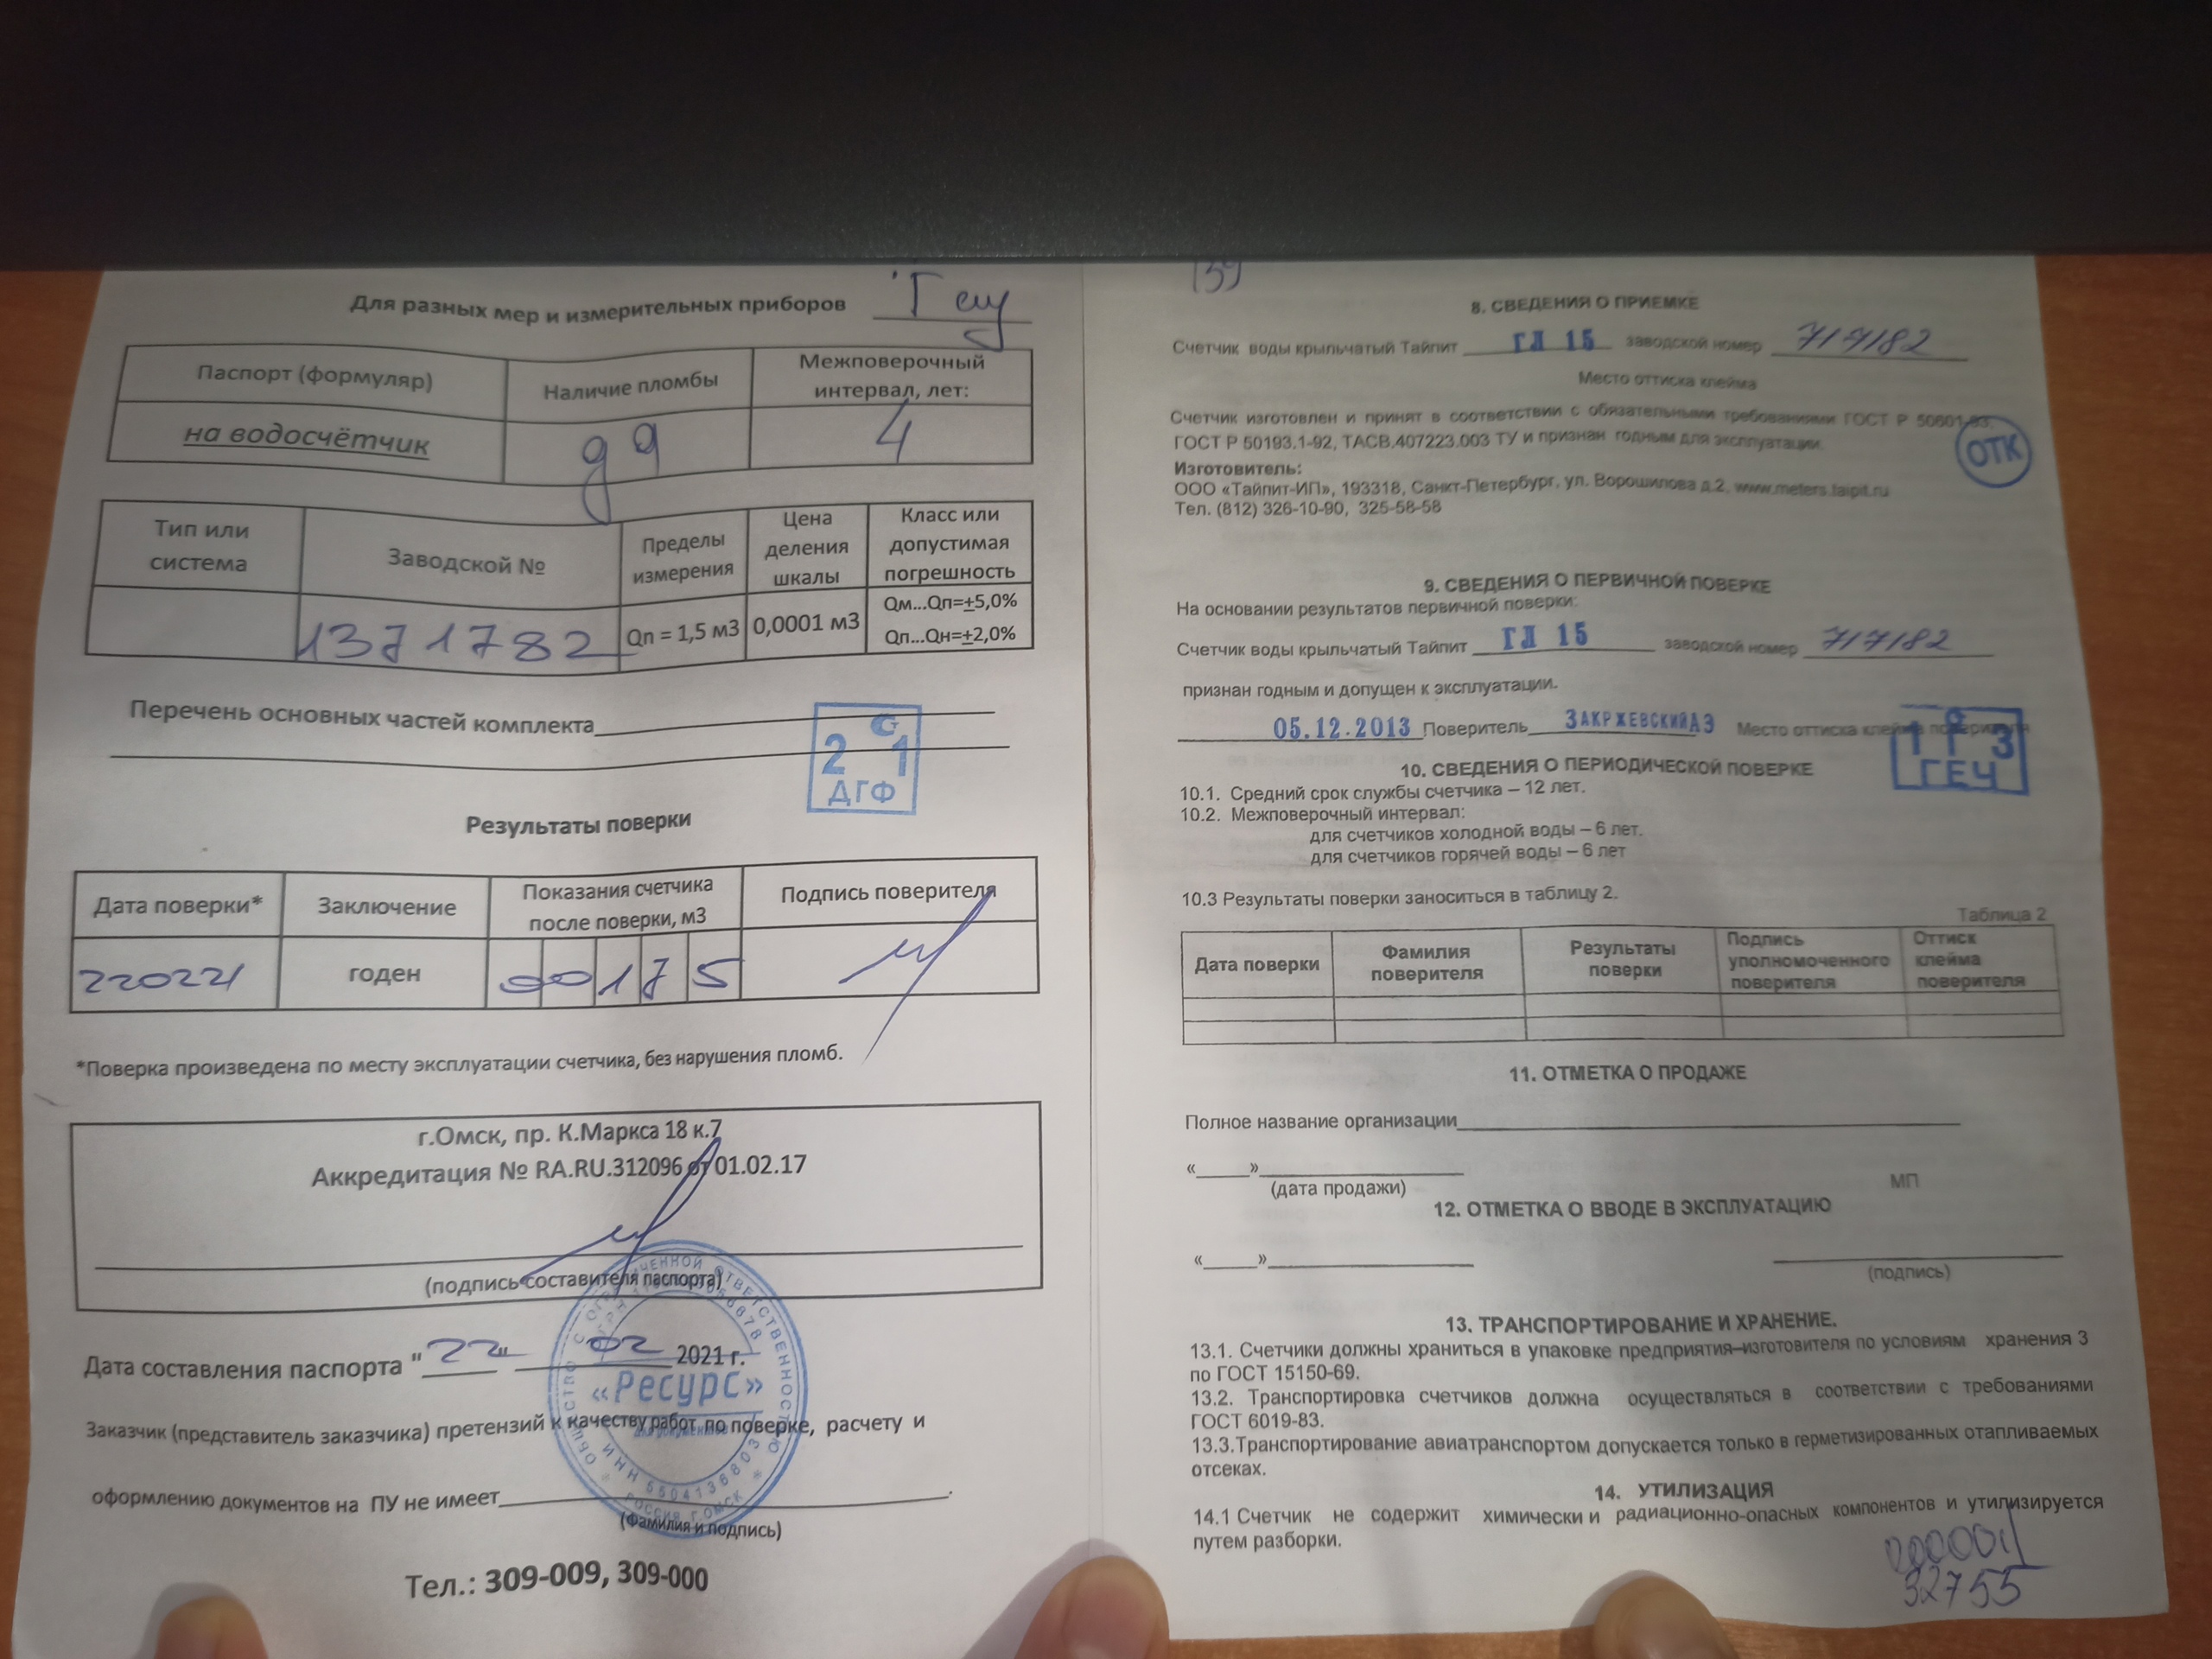 Для разных мер и измерительных приборов
Паспорт (формуляр) Наличие пломбы Межповерочный интервал, лет:
на водосчётчик 4
Тип или система Заводской № Пределы измерения Цена деления шкалы Класс или допустимая погрешность
1371782 Qп = 1,5 м3 0,0001 м3 Qм...Qп=±5,0%
Qп...Qн=±2,0%
Перечень основных частей комплекта
2 1
ДГФ
Результаты поверки
Дата поверки* Заключение Показания счетчика после поверки, м3 Подпись поверителя
220221 годен 00175
*Поверка произведена по месту эксплуатации счетчика, без нарушения пломб.
г.Омск, пр. К.Маркса 18 к.7
Аккредитация № RA.RU.312096 от 01.02.17
(подпись составителя паспорта)
Дата составления паспорта "22" 02 2021 г.
«Ресурс»
Заказчик (представитель заказчика) претензий к качеству работ по поверке, расчету и
оформлению документов на ПУ не имеет
ИНН 5504136803
РОССИЯ Г.ОМСК
(Фамилия и подпись)
Тел.: 309-009, 309-000
139
8. СВЕДЕНИЯ О ПРИЕМКЕ
Счетчик воды крыльчатый Тайпит ГЛ 15 заводской номер 717182
Место оттиска клейма
Счетчик изготовлен и принят в соответствии с обязательными требованиями ГОСТ Р 50601-93,
ГОСТ Р 50193.1-92, ТАСВ.407223.003 ТУ и признан годным для эксплуатации.
ОТК
Изготовитель:
ООО «Тайпит-ИП», 193318, Санкт-Петербург, ул. Ворошилова д.2, www.meters.taipit.ru
Тел. (812) 326-10-90, 325-58-58
9. СВЕДЕНИЯ О ПЕРВИЧНОЙ ПОВЕРКЕ
На основании результатов первичной поверки:
Счетчик воды крыльчатый Тайпит ГЛ 15 заводской номер 717182
признан годным и допущен к эксплуатации.
05.12.2013 Поверитель ЗАКРЖЕВСКИЙ АЭ Место оттиска клейма поверителя
1 Г 3
ГЕЧ
10. СВЕДЕНИЯ О ПЕРИОДИЧЕСКОЙ ПОВЕРКЕ
10.1. Средний срок службы счетчика – 12 лет.
10.2. Межповерочный интервал:
для счетчиков холодной воды – 6 лет.
для счетчиков горячей воды – 6 лет
10.3 Результаты поверки заноситься в таблицу 2.
Таблица 2
Дата поверки Фамилия поверителя Результаты поверки Подпись уполномоченного поверителя Оттиск клейма поверителя
11. ОТМЕТКА О ПРОДАЖЕ
Полное название организации
« »
(дата продажи) МП
12. ОТМЕТКА О ВВОДЕ В ЭКСПЛУАТАЦИЮ
« »
(подпись)
13. ТРАНСПОРТИРОВАНИЕ И ХРАНЕНИЕ.
13.1. Счетчики должны храниться в упаковке предприятия–изготовителя по условиям хранения 3
по ГОСТ 15150-69.
13.2. Транспортировка счетчиков должна осуществляться в соответствии с требованиями
ГОСТ 6019-83.
13.3.Транспортирование авиатранспортом допускается только в герметизированных отапливаемых
отсеках.
14. УТИЛИЗАЦИЯ
14.1 Счетчик не содержит химически и радиационно-опасных компонентов и утилизируется
путем разборки.
32755